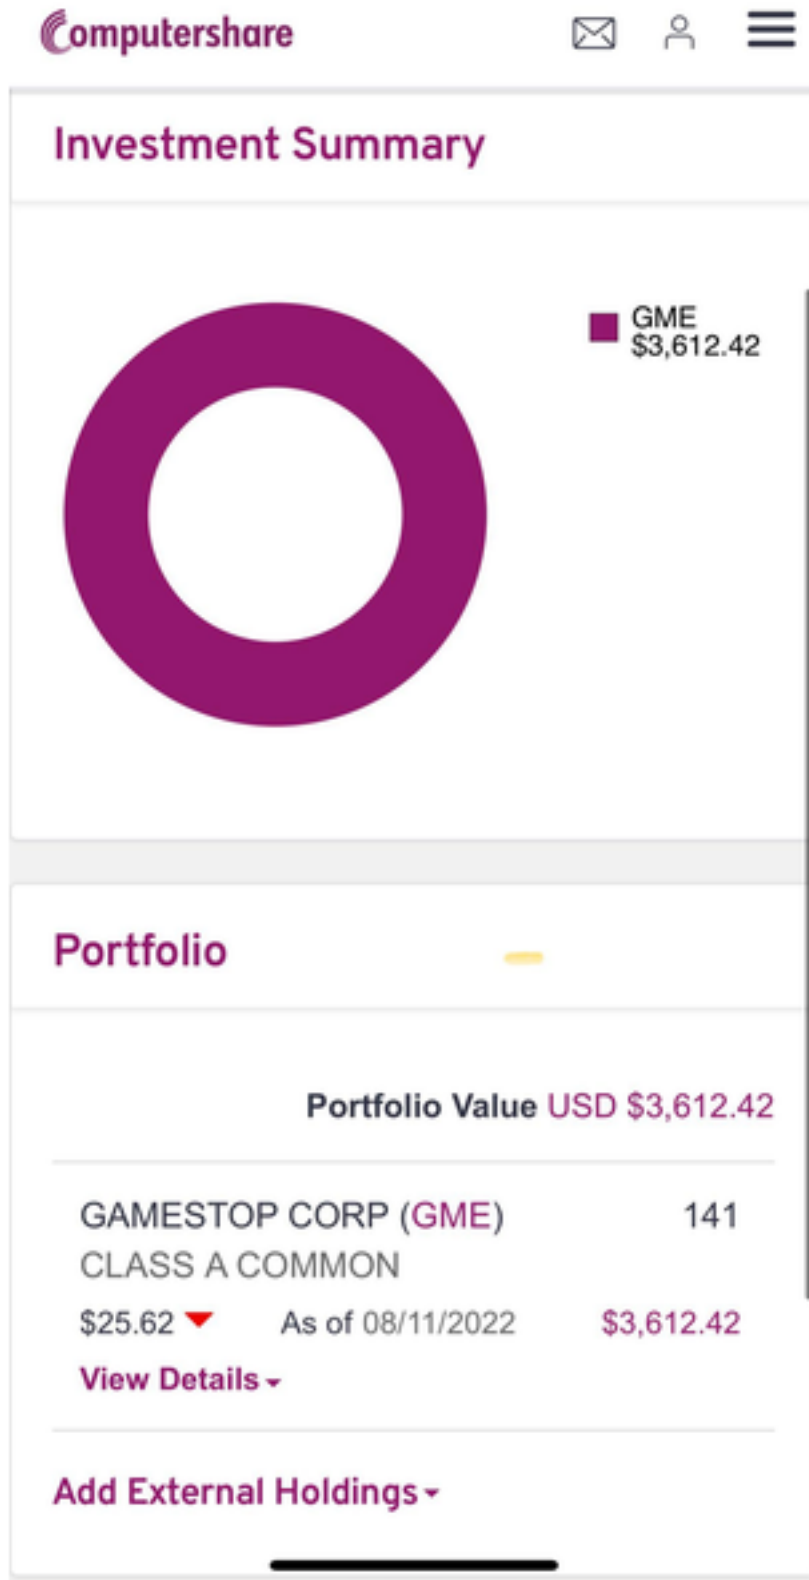 Computershare
Investment Summary
GME
$3,612.42
Portfolio
Portfolio Value USD $3,612.42
GAMESTOP CORP (GME) 141
CLASS A COMMON
$25.62 As of 08/11/2022 $3,612.42
View Details
Add External Holdings